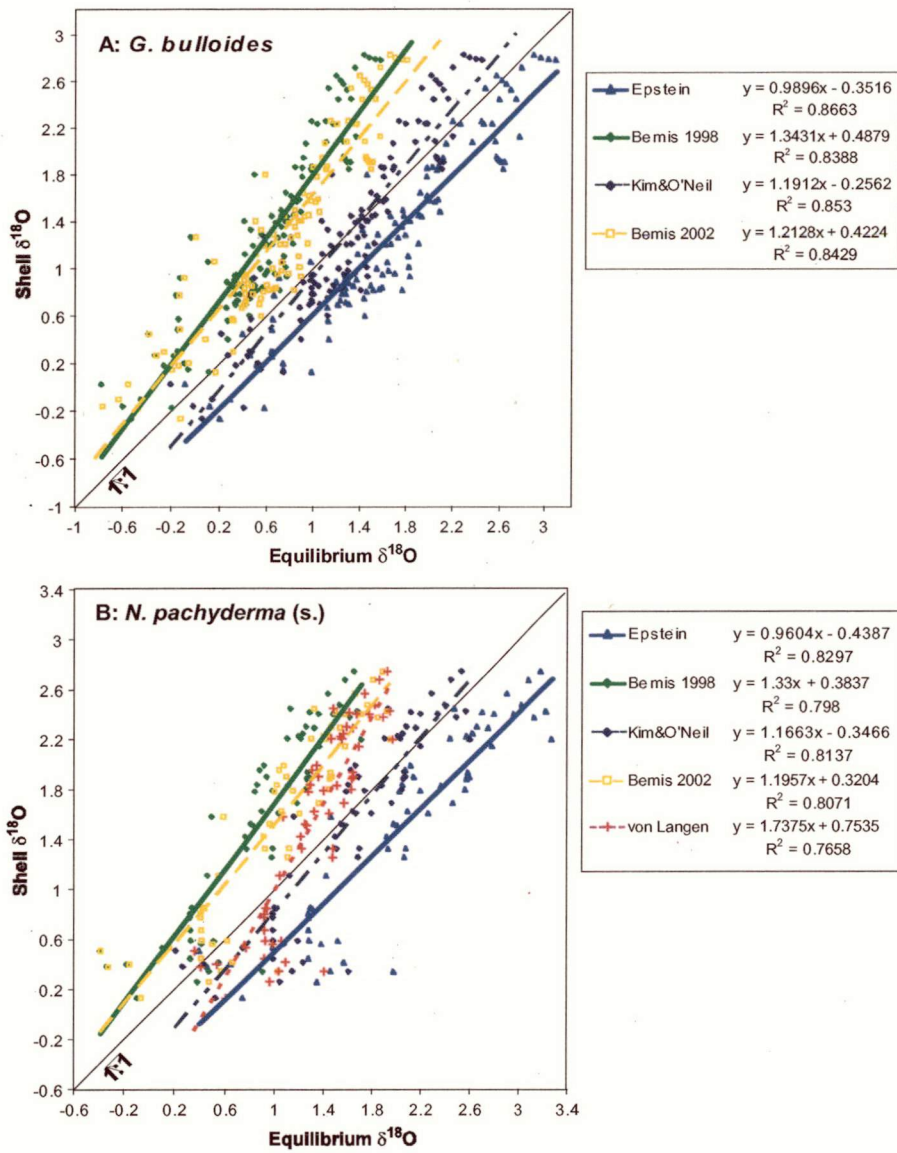 A: G. bulloides
3
2.6
2.2
1.8
1.4
1
0.6
0.2
-0.2
-0.6
-1
Shell δ18O
1:1
-1 -0.6 -0.2 0.2 0.6 1 1.4 1.8 2.2 2.6 3
Equilibrium δ18O
Epstein y = 0.9896x - 0.3516
R2 = 0.8663
Bemis 1998 y = 1.3431x + 0.4879
R2 = 0.8388
Kim&O'Neil y = 1.1912x - 0.2562
R2 = 0.853
Bemis 2002 y = 1.2128x + 0.4224
R2 = 0.8429
B: N. pachyderma (s.)
3.4
3
2.6
2.2
1.8
1.4
1
0.6
0.2
-0.2
-0.6
Shell δ18O
1:1
-0.6 -0.2 0.2 0.6 1 1.4 1.8 2.2 2.6 3 3.4
Equilibrium δ18O
Epstein y = 0.9604x - 0.4387
R2 = 0.8297
Bemis 1998 y = 1.33x + 0.3837
R2 = 0.798
Kim&O'Neil y = 1.1663x - 0.3466
R2 = 0.8137
Bemis 2002 y = 1.1957x + 0.3204
R2 = 0.8071
von Langen y = 1.7375x + 0.7535
R2 = 0.7658